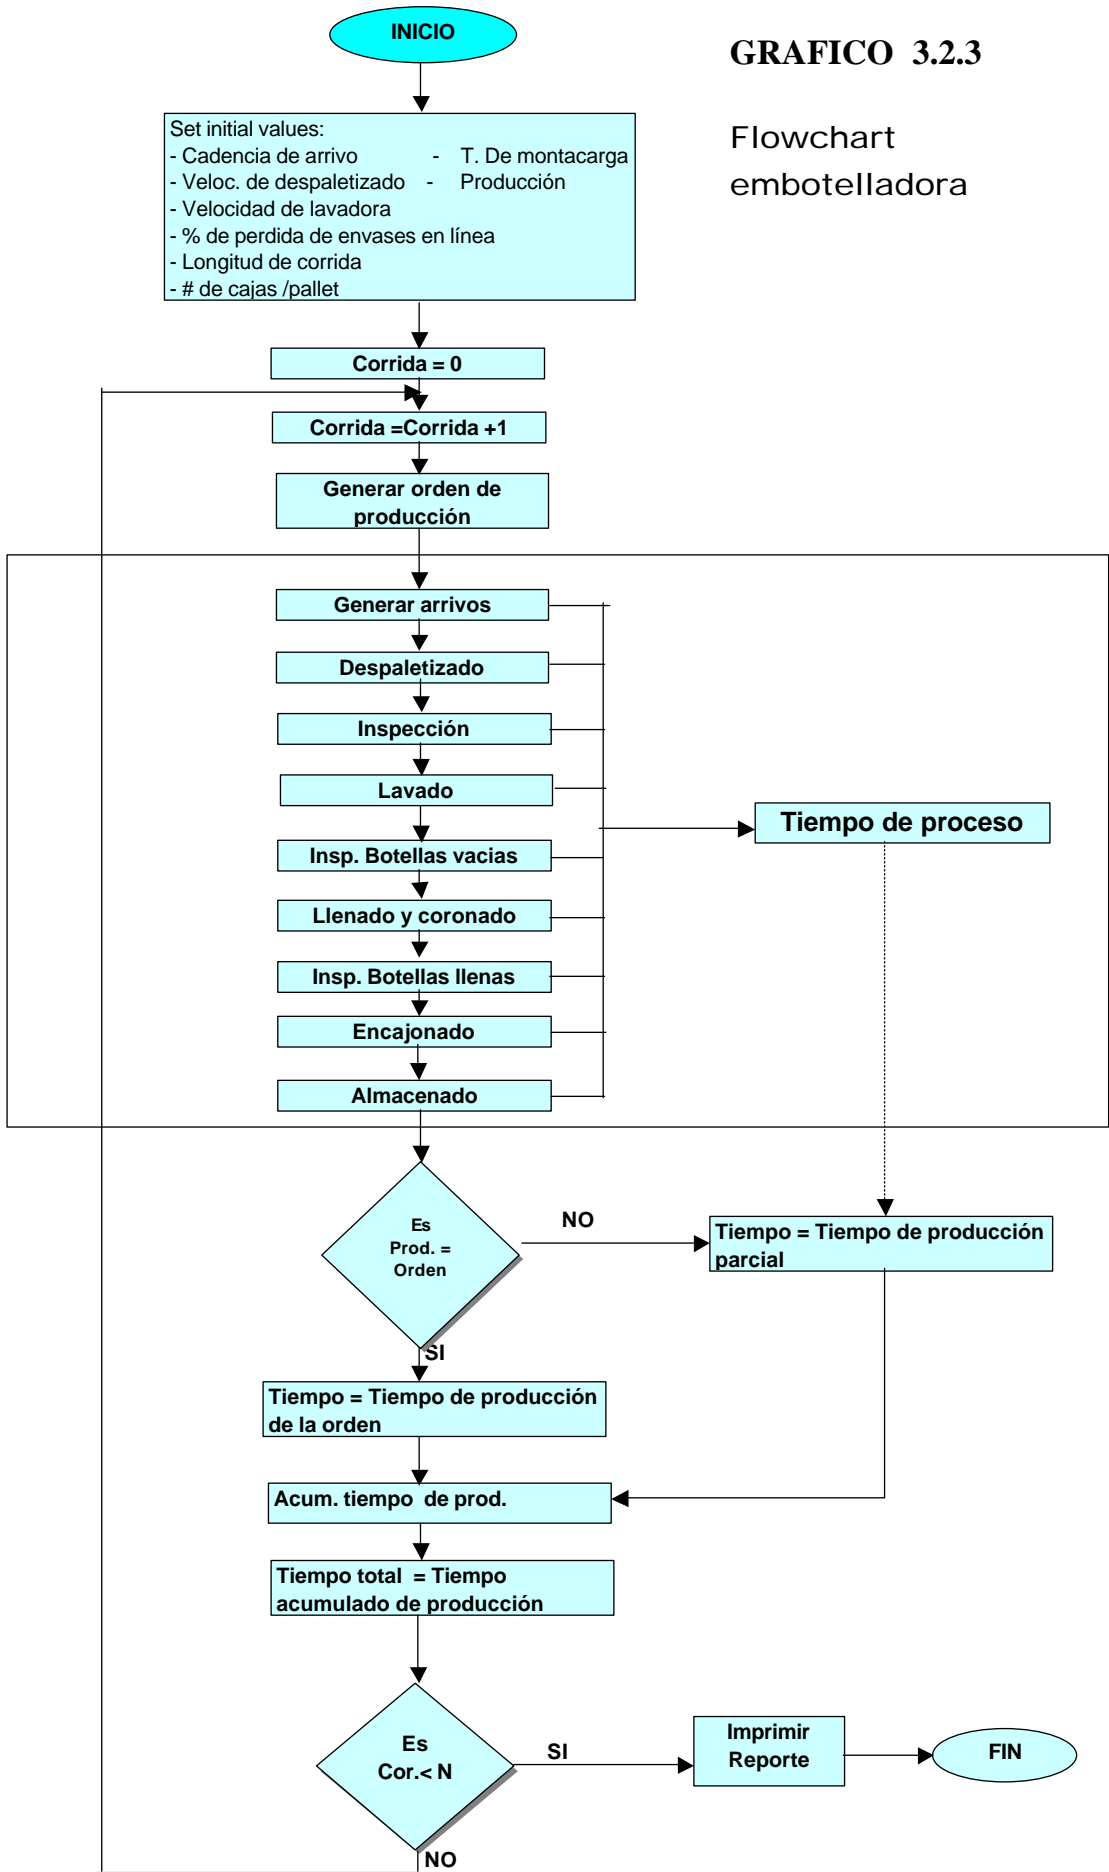 INICIO
GRAFICO 3.2.3
Flowchart
embotelladora
Set initial values:
- Cadencia de arrivo - T. De montacarga
- Veloc. de despaletizado - Producción
- Velocidad de lavadora
- % de perdida de envases en línea
- Longitud de corrida
- # de cajas /pallet
Corrida = 0
Corrida =Corrida +1
Generar orden de
producción
Generar arrivos
Despaletizado
Inspección
Lavado
Tiempo de proceso
Insp. Botellas vacias
Llenado y coronado
Insp. Botellas llenas
Encajonado
Almacenado
Es
Prod. =
Orden
NO
Tiempo = Tiempo de producción
parcial
SI
Tiempo = Tiempo de producción
de la orden
Acum. tiempo de prod.
Tiempo total = Tiempo
acumulado de producción
Es
Cor.< N
SI
Imprimir
Reporte
FIN
NO